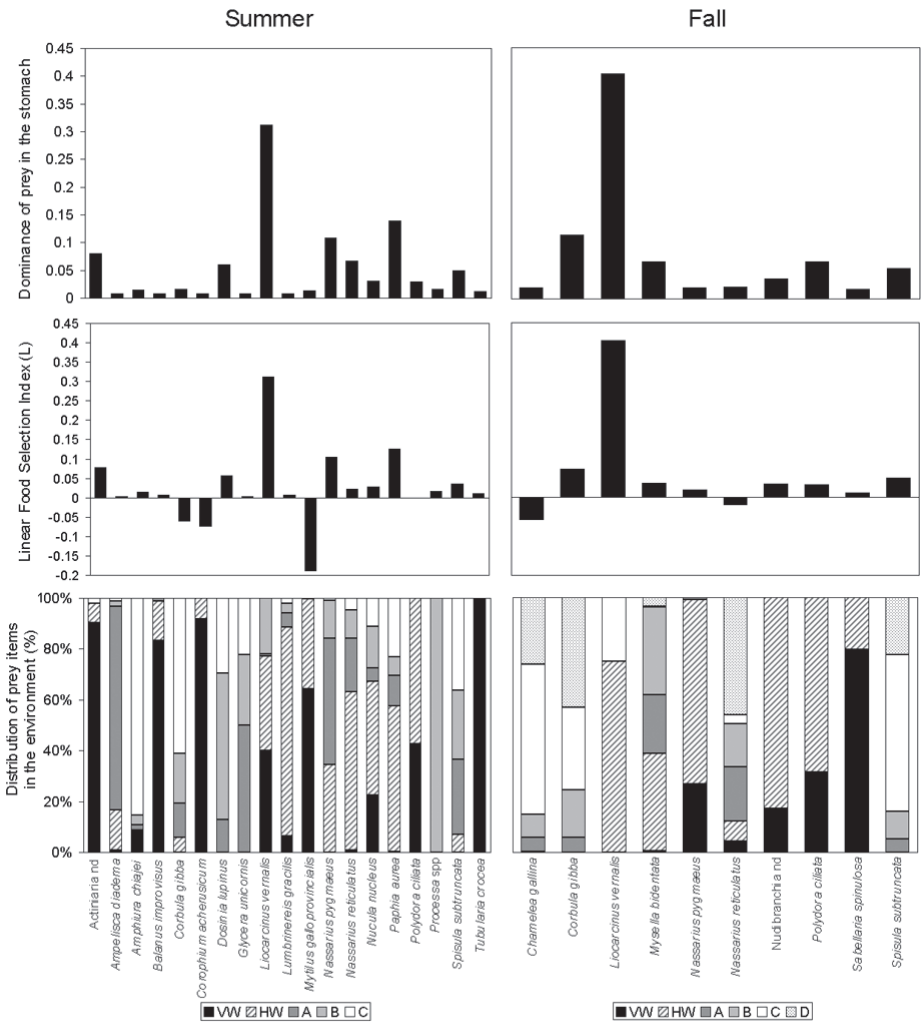 Summer
Fall
Dominance of prey in the stomach
0.45
0.4
0.35
0.3
0.25
0.2
0.15
0.1
0.05
0
Linear Food Selection Index (L)
0.45
0.4
0.35
0.3
0.25
0.2
0.15
0.1
0.05
0
-0.05
-0.1
-0.15
-0.2
Distribution of prey items
in the environment (%)
100%
80%
60%
40%
20%
0%
Actiniaria nd
Ampelisca diadema
Amphiura chiajei
Balanus improvisus
Corbula gibba
Corophium acherusicum
Dosinia lupinus
Glycera unicornis
Liocarcinus vernalis
Lumbrinereis gracilis
Mytilus galloprovincialis
Nassarius pygmaeus
Nassarius reticulatus
Nucula nucleus
Paphia aurea
Polydora ciliata
Processa spp
Spisula subtruncata
Tubularia crocea
Chamelea gallina
Corbula gibba
Liocarcinus vernalis
Mysella bidentata
Nassarius pygmaeus
Nassarius reticulatus
Nudibranchia nd
Polydora ciliata
Sabellaria spinulosa
Spisula subtruncata
VW HW A B C
VW HW A B C D